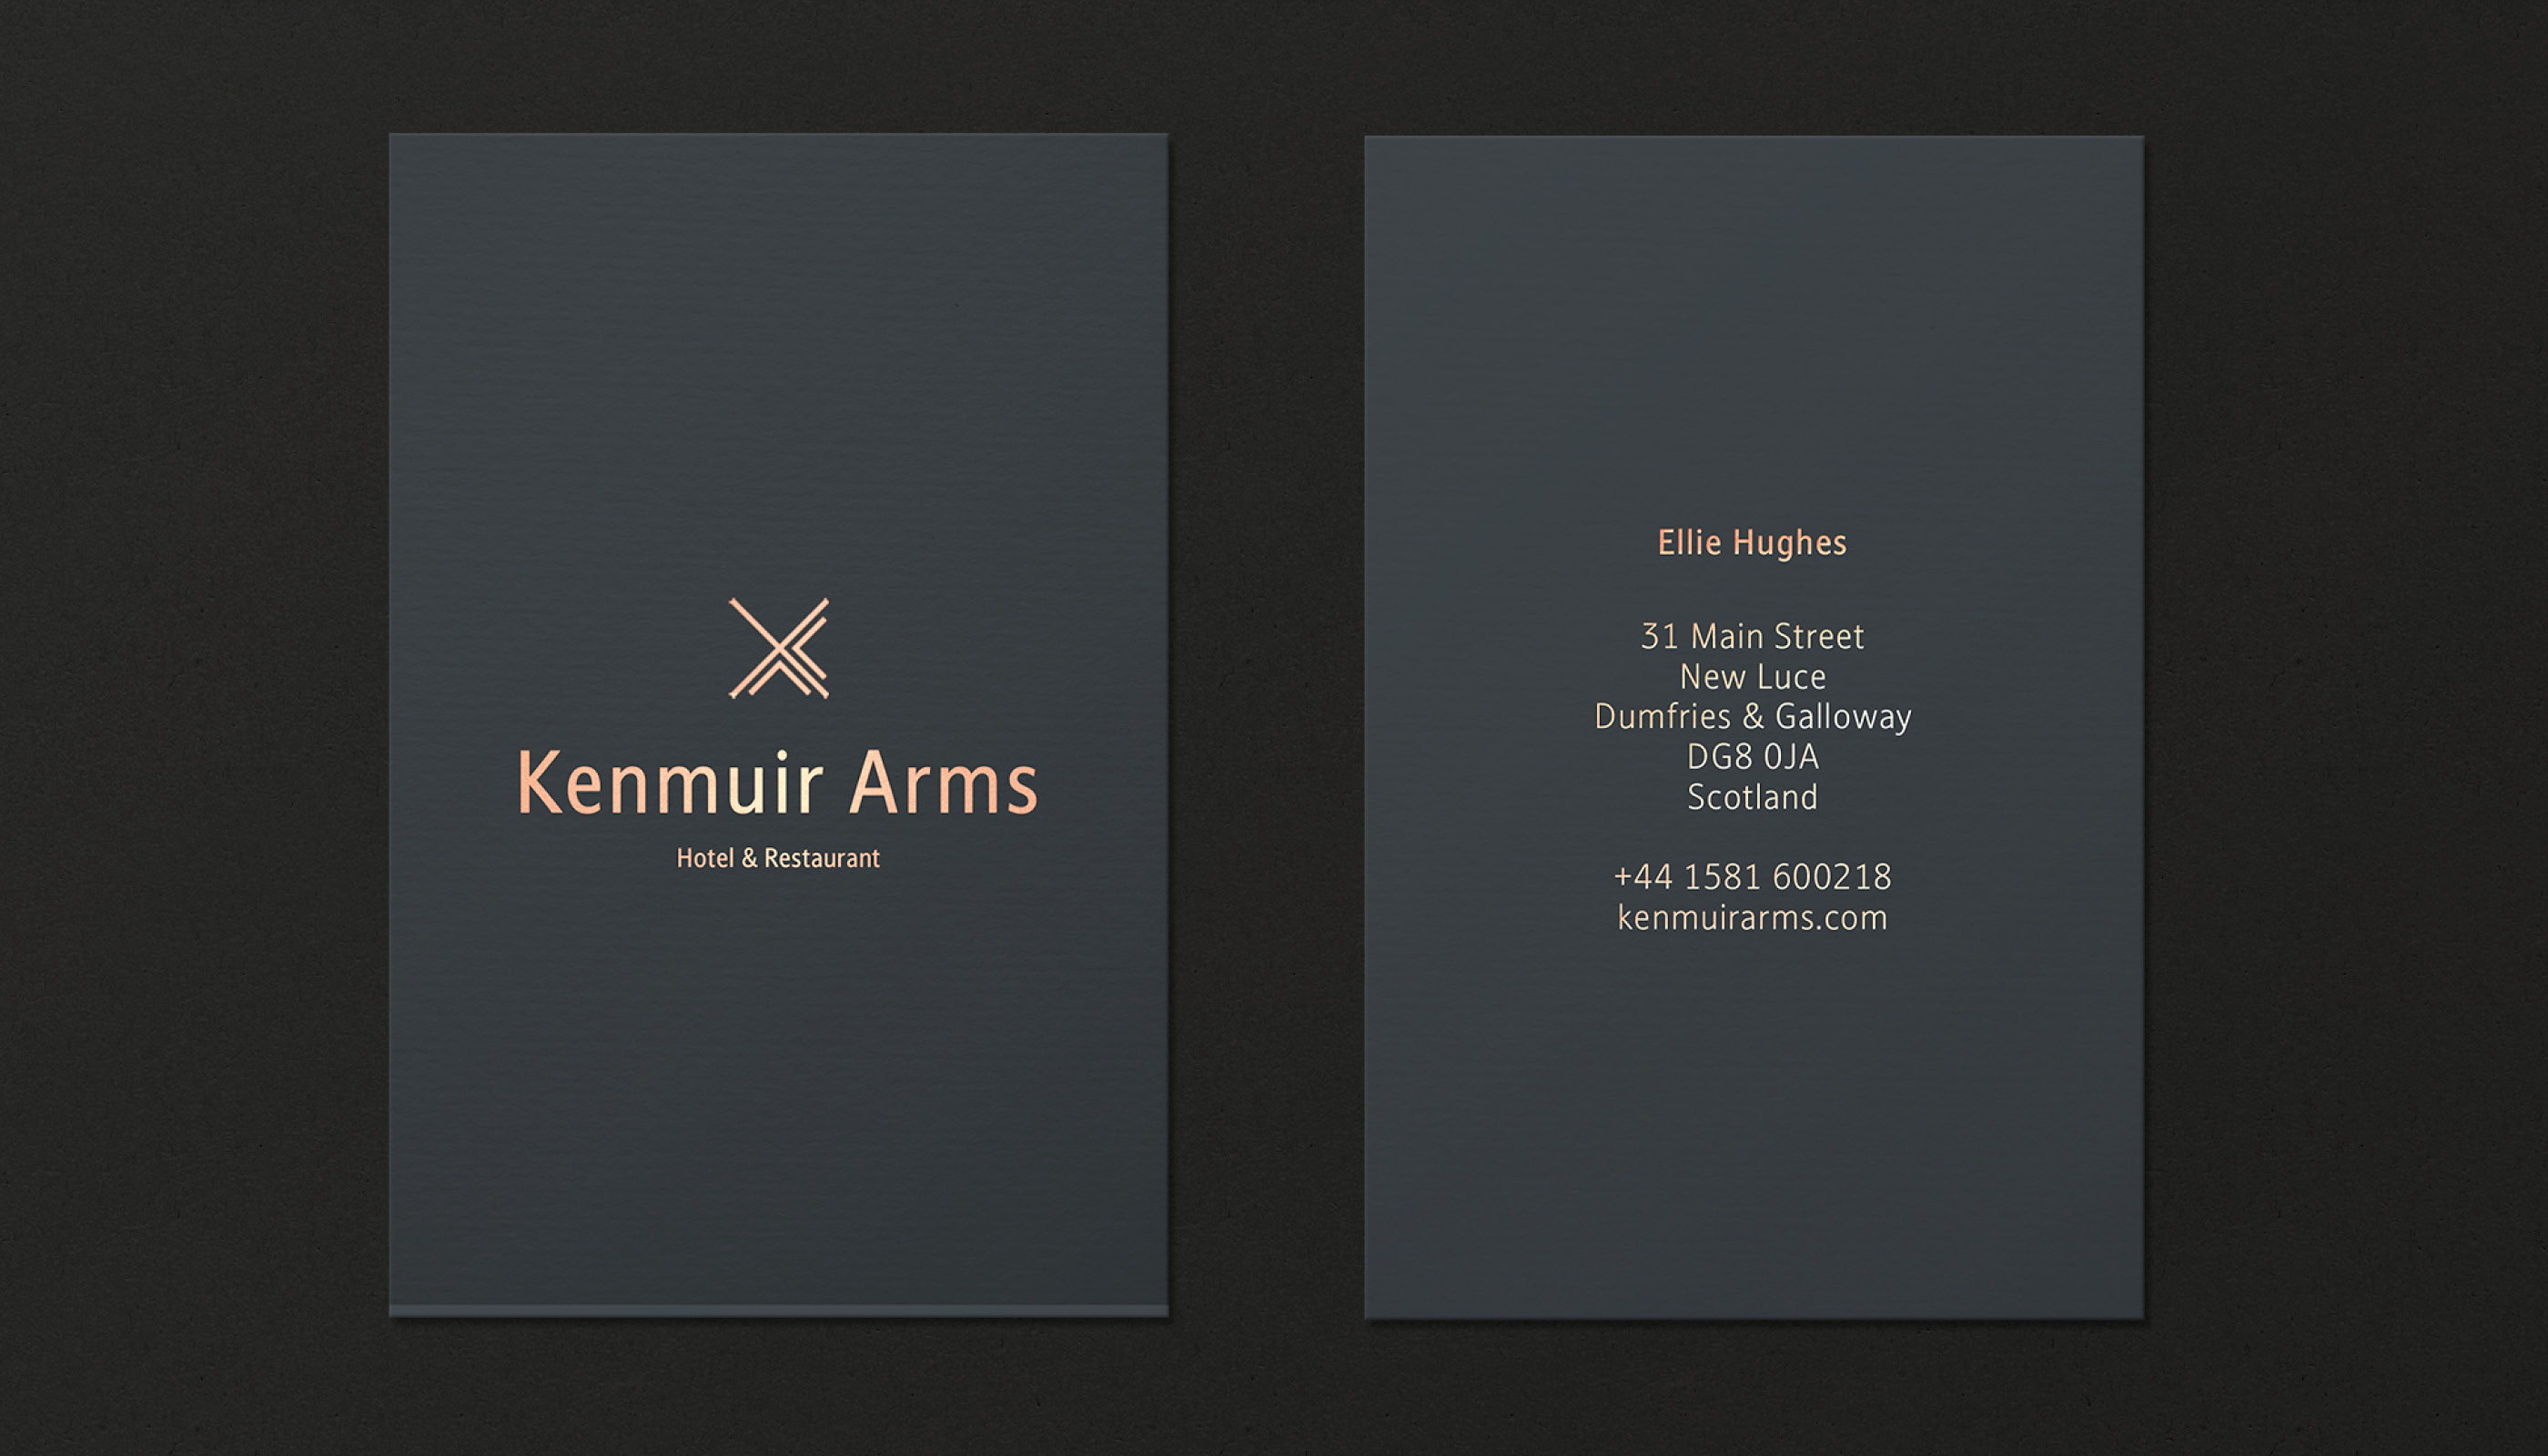 Kenmuir Arms
Hotel & Restaurant
Ellie Hughes
31 Main Street
New Luce
Dumfries & Galloway
DG8 0JA
Scotland
+44 1581 600218
kenmuirarms.com